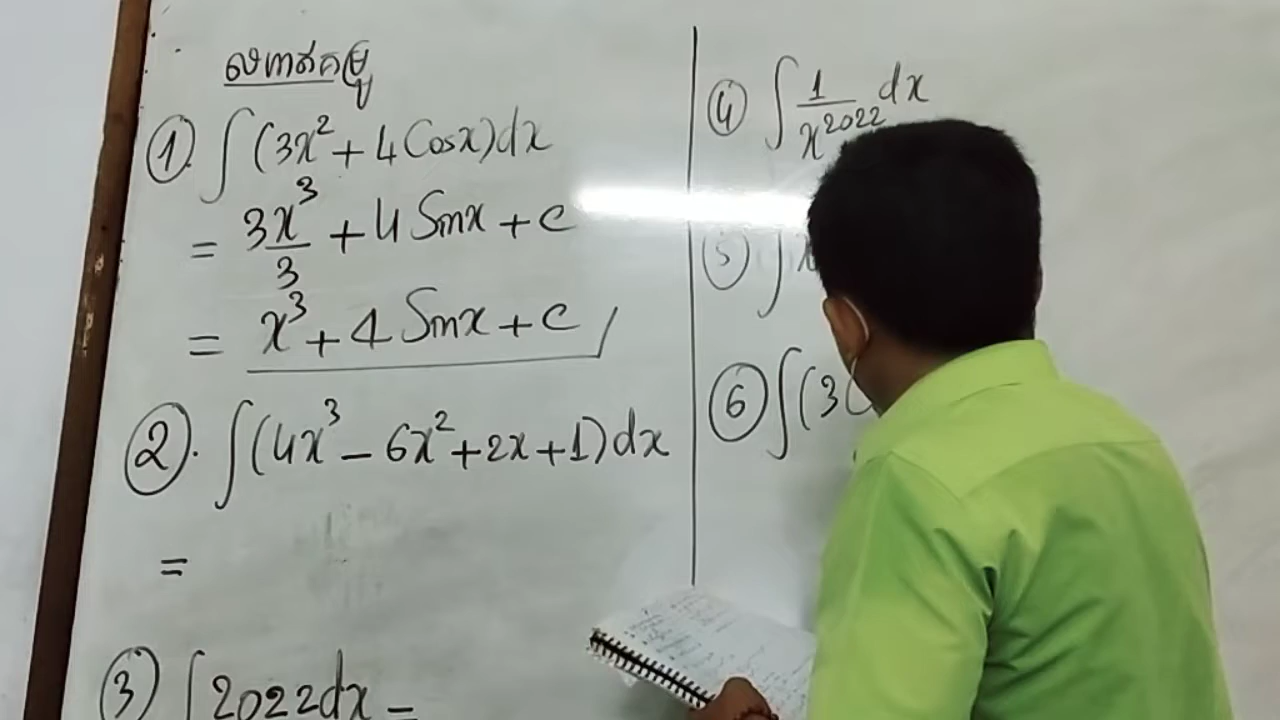 លំហាត់គម្រូ
① ∫(3x² + 4Cosx)dx
= 3x³/3 + 4Sinx + c
= x³ + 4Sinx + c
②. ∫(4x³ - 6x² + 2x + 1)dx
=
③ ∫2022dx =
④ ∫ 1/x²⁰²² dx
⑤ ∫x
⑥ ∫(3